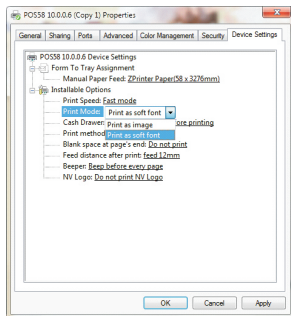 POS58 10.0.0.6 (Copy 1) Properties
General Sharing Ports Advanced Color Management Security Device Settings
POS58 10.0.0.6 Device Settings
Form To Tray Assignment
Manual Paper Feed: ZPrinter Paper(58 x 3276mm)
Installable Options
Print Speed: Fast mode
Print Mode: Print as soft font
Cash Drawer: ore printing
Print as image
Print method
Print as soft font
Blank space at page's end: Do not print
Feed distance after print: feed 12mm
Beeper: Beep before every page
NV Logo: Do not print NV Logo
OK Cancel Apply